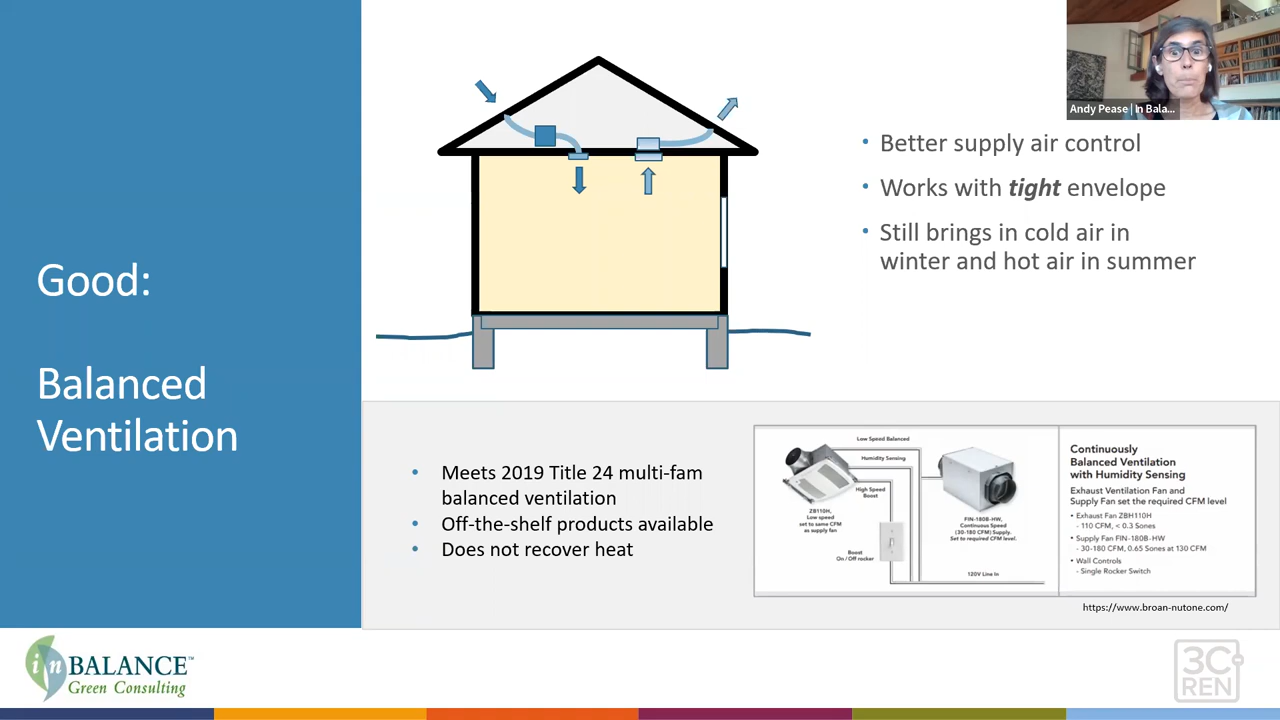 Good:
Balanced
Ventilation
Andy Pease | In Bala...
• Better supply air control
• Works with tight envelope
• Still brings in cold air in
winter and hot air in summer
• Meets 2019 Title 24 multi-fam
balanced ventilation
• Off-the-shelf products available
• Does not recover heat
Low Speed Balanced
Humidity Sensing
High Speed
Boost
ZB110H,
Low speed
set to same CFM
as supply fan
FIN-180B-HW,
Continuous Speed
(30-180 CFM) Supply.
Set to required CFM level.
Boost
On / Off rocker
120V Line In
Continuously
Balanced Ventilation
with Humidity Sensing
Exhaust Ventilation Fan and
Supply Fan set the required CFM level
• Exhaust Fan ZBH110H
- 110 CFM, < 0.3 Sones
• Supply Fan FIN-180B-HW
- 30-180 CFM, 0.65 Sones at 130 CFM
• Wall Controls
- Single Rocker Switch
https://www.broan-nutone.com/
in BALANCE™
Green Consulting
3C
REN